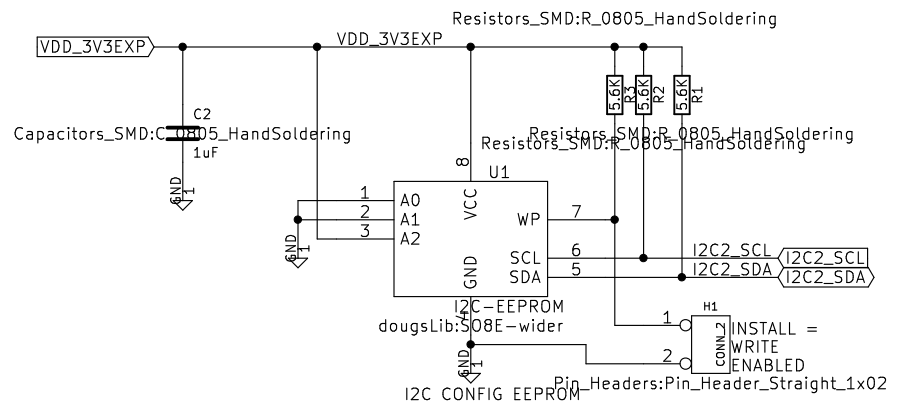 Resistors_SMD:R_0805_HandSoldering
VDD_3V3EXP
VDD_3V3EXP
5.6K
R3
5.6K
R2
5.6K
R1
C2
Capacitors_SMD:C_0805_HandSoldering
1uF
Resistors_SMD:R_0805_HandSoldering
Resistors_SMD:R_0805_HandSoldering
GND
1
8
U1
VCC
1
A0
2
A1
3
A2
WP
7
GND
1
SCL
6
I2C2_SCL
I2C2_SCL
SDA
5
I2C2_SDA
I2C2_SDA
GND
4
I2C-EEPROM
dougsLib:SO8E-wider
H1
1
2
CONN_2
INSTALL =
WRITE
ENABLED
GND
1
Pin_Headers:Pin_Header_Straight_1x02
I2C CONFIG EEPROM